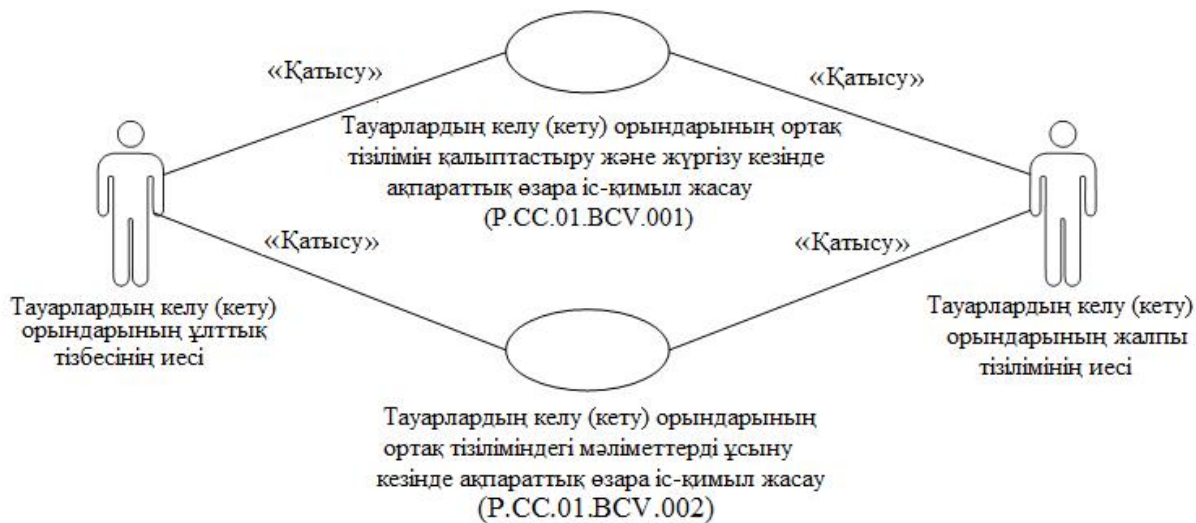 «Қатысу»
«Қатысу»
Тауарлардың келу (кету) орындарының ортақ
тізілімін қалыптастыру және жүргізу кезінде
ақпараттық өзара іс-қимыл жасау
(P.CC.01.BCV.001)
«Қатысу»
«Қатысу»
Тауарлардың келу (кету)
орындарының ұлттық
тізбесінің иесі
Тауарлардың келу (кету)
орындарының жалпы
тізілімінің иесі
Тауарлардың келу (кету) орындарының
ортақ тізіліміндегі мәліметтерді ұсыну
кезінде ақпараттық өзара іс-қимыл жасау
(P.CC.01.BCV.002)